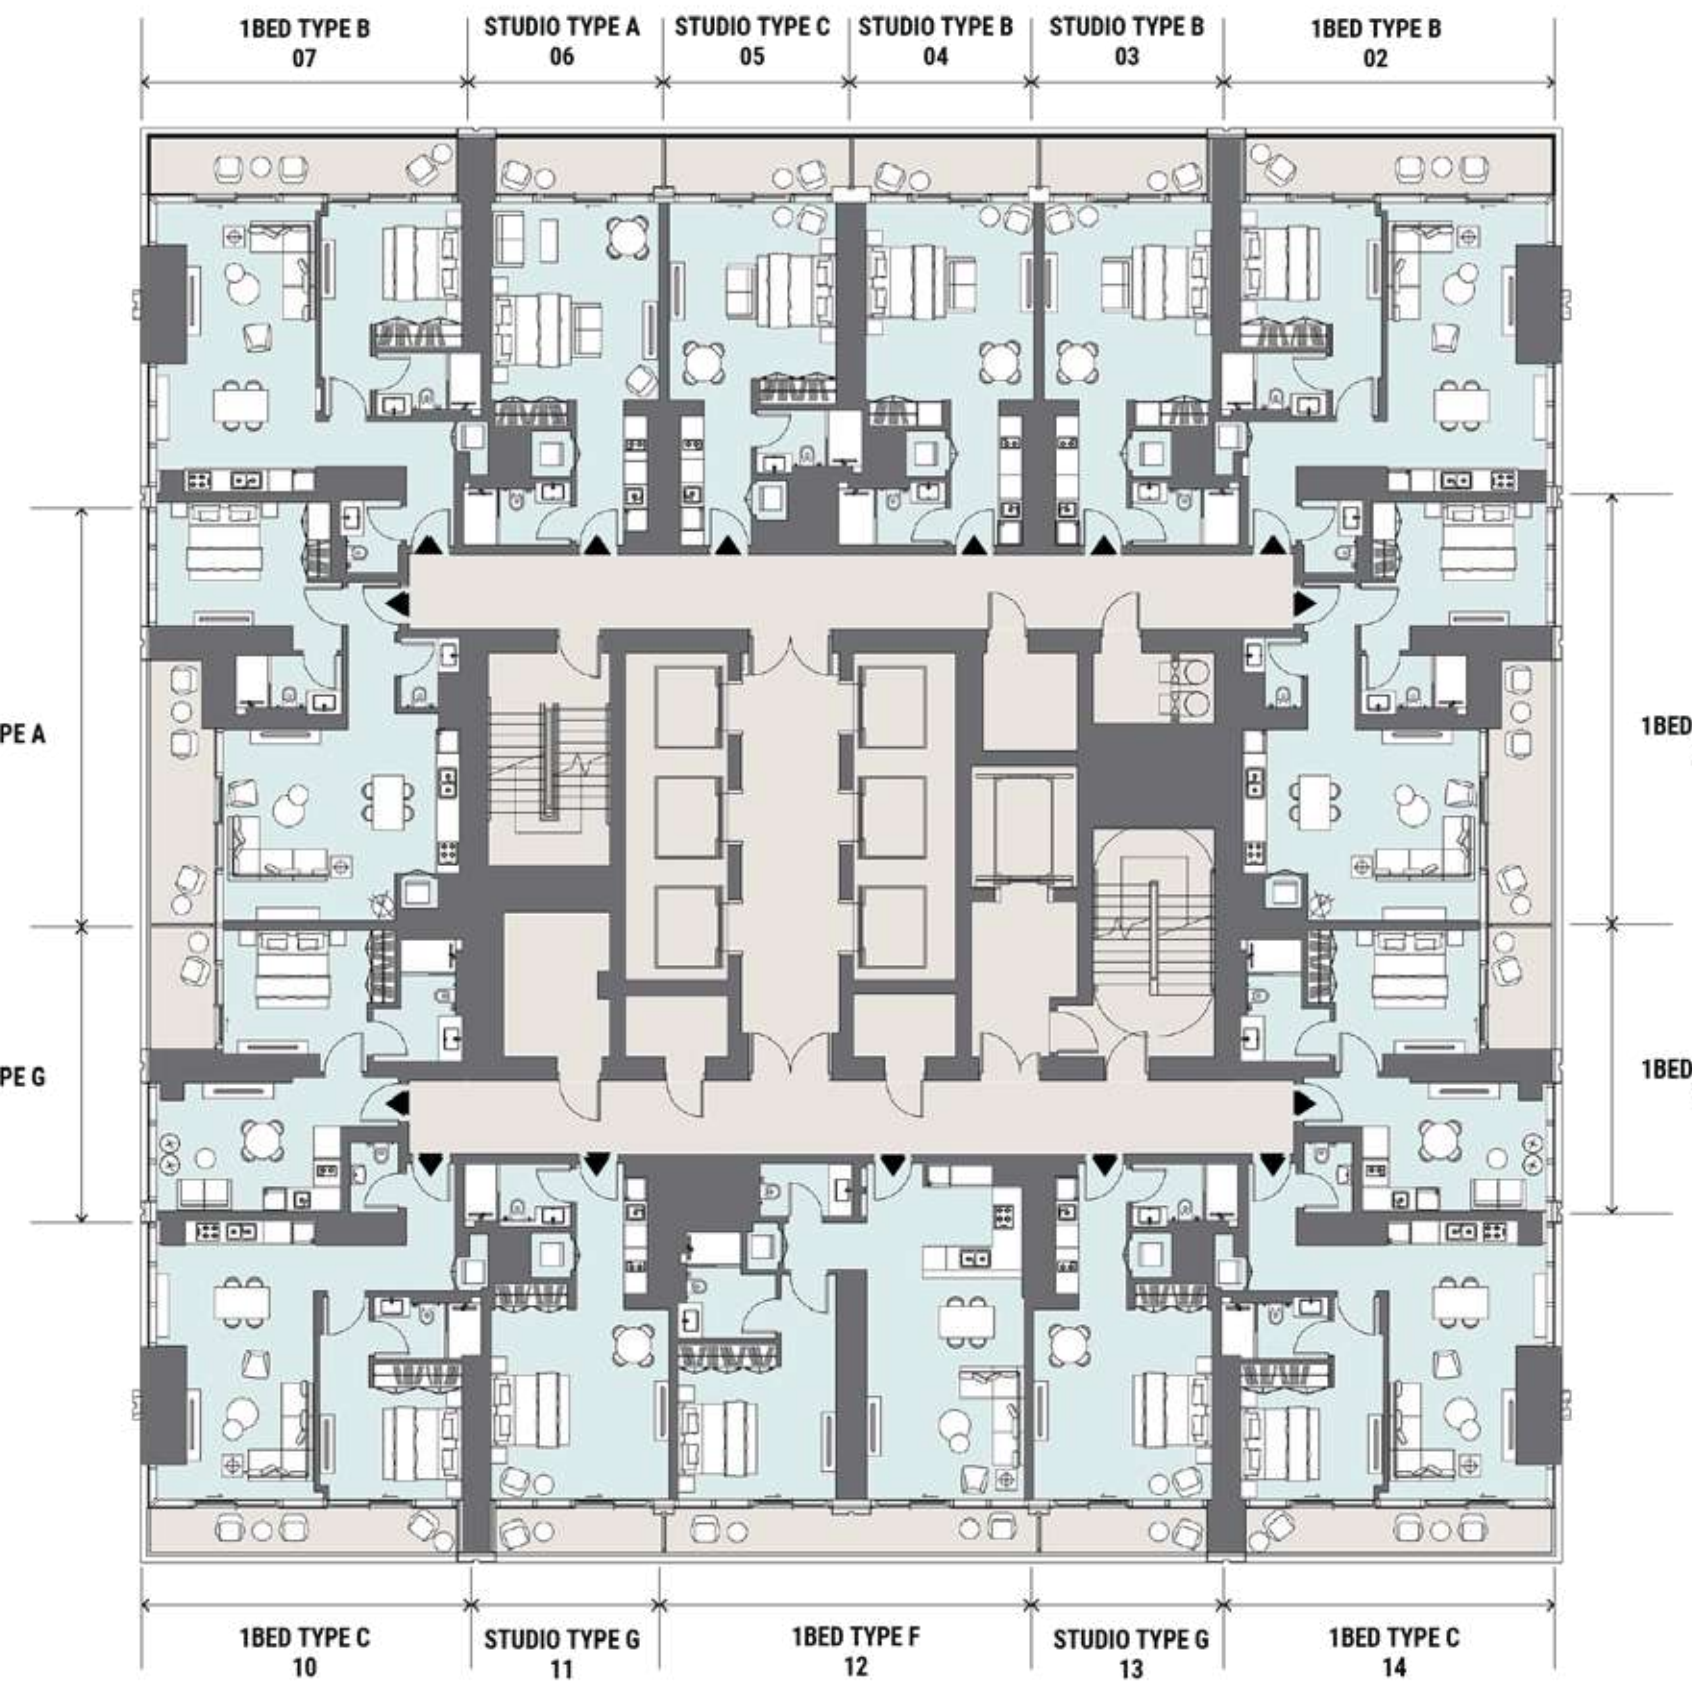 1BED TYPE B
07
STUDIO TYPE A
06
STUDIO TYPE C
05
STUDIO TYPE B
04
STUDIO TYPE B
03
1BED TYPE B
02
PE A
1BED
PE G
1BED
1BED TYPE C
10
STUDIO TYPE G
11
1BED TYPE F
12
STUDIO TYPE G
13
1BED TYPE C
14